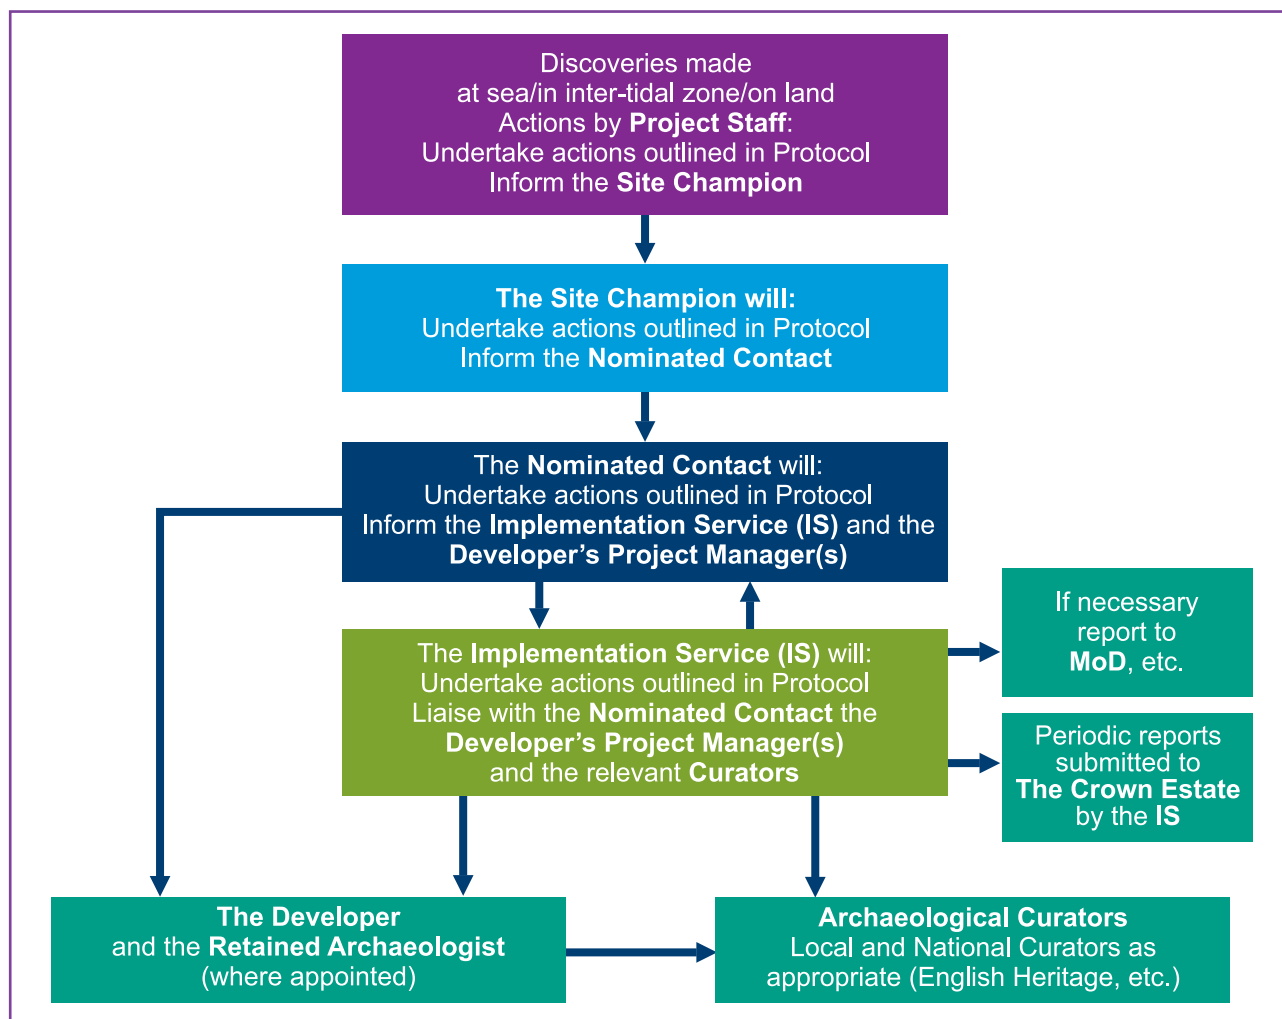 Discoveries made
at sea/in inter-tidal zone/on land
Actions by Project Staff:
Undertake actions outlined in Protocol
Inform the Site Champion
The Site Champion will:
Undertake actions outlined in Protocol
Inform the Nominated Contact
The Nominated Contact will:
Undertake actions outlined in Protocol
Inform the Implementation Service (IS) and the
Developer’s Project Manager(s)
The Implementation Service (IS) will:
Undertake actions outlined in Protocol
Liaise with the Nominated Contact the
Developer’s Project Manager(s)
and the relevant Curators
If necessary
report to
MoD, etc.
Periodic reports
submitted to
The Crown Estate
by the IS
The Developer
and the Retained Archaeologist
(where appointed)
Archaeological Curators
Local and National Curators as
appropriate (English Heritage, etc.)